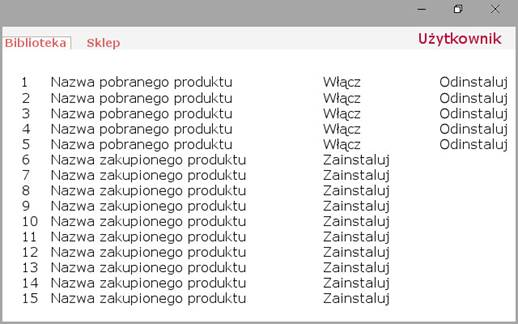 Biblioteka Sklep Użytkownik
1 Nazwa pobranego produktu Włącz Odinstaluj
2 Nazwa pobranego produktu Włącz Odinstaluj
3 Nazwa pobranego produktu Włącz Odinstaluj
4 Nazwa pobranego produktu Włącz Odinstaluj
5 Nazwa pobranego produktu Włącz Odinstaluj
6 Nazwa zakupionego produktu Zainstaluj
7 Nazwa zakupionego produktu Zainstaluj
8 Nazwa zakupionego produktu Zainstaluj
9 Nazwa zakupionego produktu Zainstaluj
10 Nazwa zakupionego produktu Zainstaluj
11 Nazwa zakupionego produktu Zainstaluj
12 Nazwa zakupionego produktu Zainstaluj
13 Nazwa zakupionego produktu Zainstaluj
14 Nazwa zakupionego produktu Zainstaluj
15 Nazwa zakupionego produktu Zainstaluj